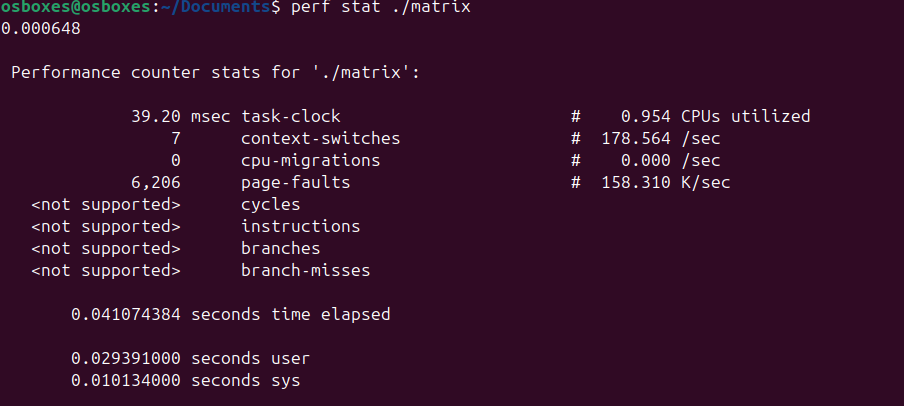 osboxes@osboxes:~/Documents$ perf stat ./matrix
0.000648
Performance counter stats for './matrix':
39.20 msec task-clock # 0.954 CPUs utilized
7 context-switches # 178.564 /sec
0 cpu-migrations # 0.000 /sec
6,206 page-faults # 158.310 K/sec
<not supported> cycles
<not supported> instructions
<not supported> branches
<not supported> branch-misses
0.041074384 seconds time elapsed
0.029391000 seconds user
0.010134000 seconds sys